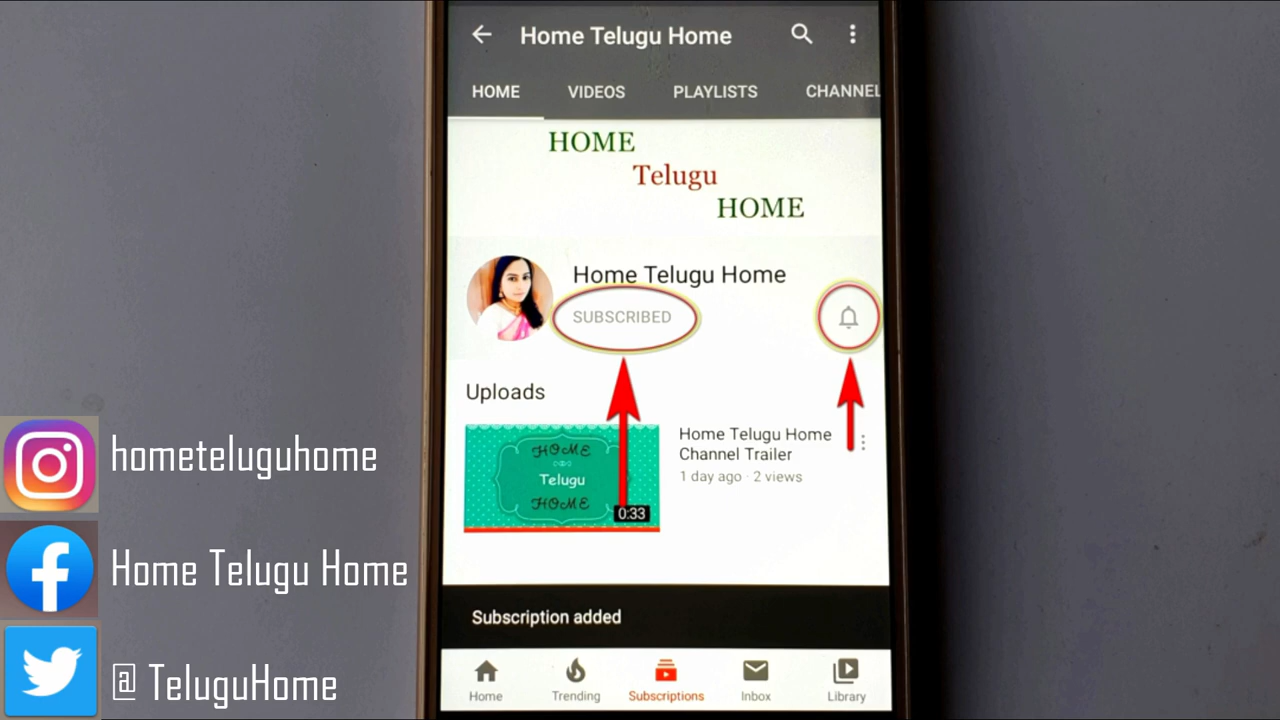 Home Telugu Home
HOME VIDEOS PLAYLISTS CHANNEL
HOME
Telugu
HOME
Home Telugu Home
SUBSCRIBED
Uploads
HOME
Telugu
HOME
0:33
Home Telugu Home
Channel Trailer
1 day ago · 2 views
Subscription added
Home Trending Subscriptions Inbox Library
hometeluguhome
Home Telugu Home
@ TeluguHome